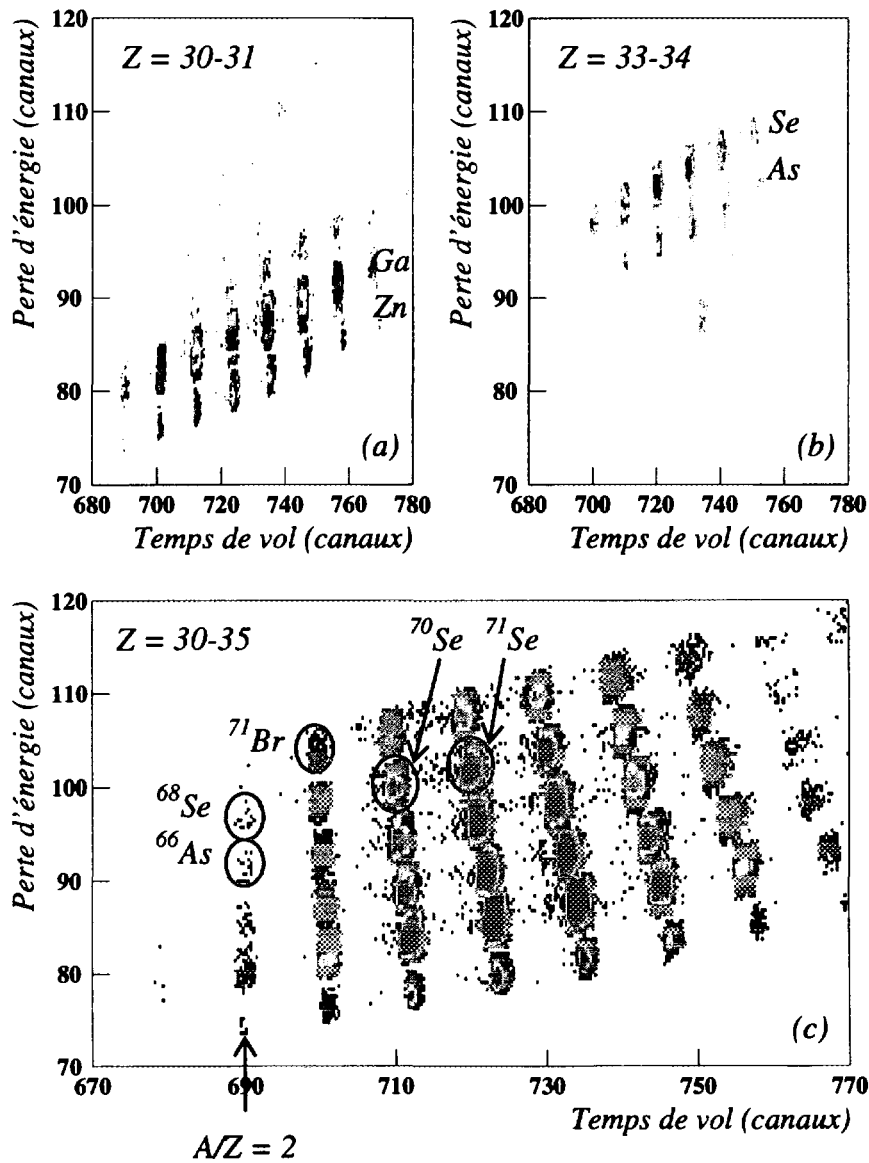 Z = 30-31
Perte d'énergie (canaux)
120
110
100
90
80
70
Ga
Zn
(a)
680 700 720 740 760 780
Temps de vol (canaux)
Z = 33-34
Perte d'énergie (canaux)
120
110
100
90
80
70
Se
As
(b)
680 700 720 740 760 780
Temps de vol (canaux)
Z = 30-35
Perte d'énergie (canaux)
120
110
100
90
80
70
⁷⁰Se
⁷¹Se
⁷¹Br
⁶⁸Se
⁶⁶As
(c)
670 690 710 730 750 770
Temps de vol (canaux)
A/Z = 2